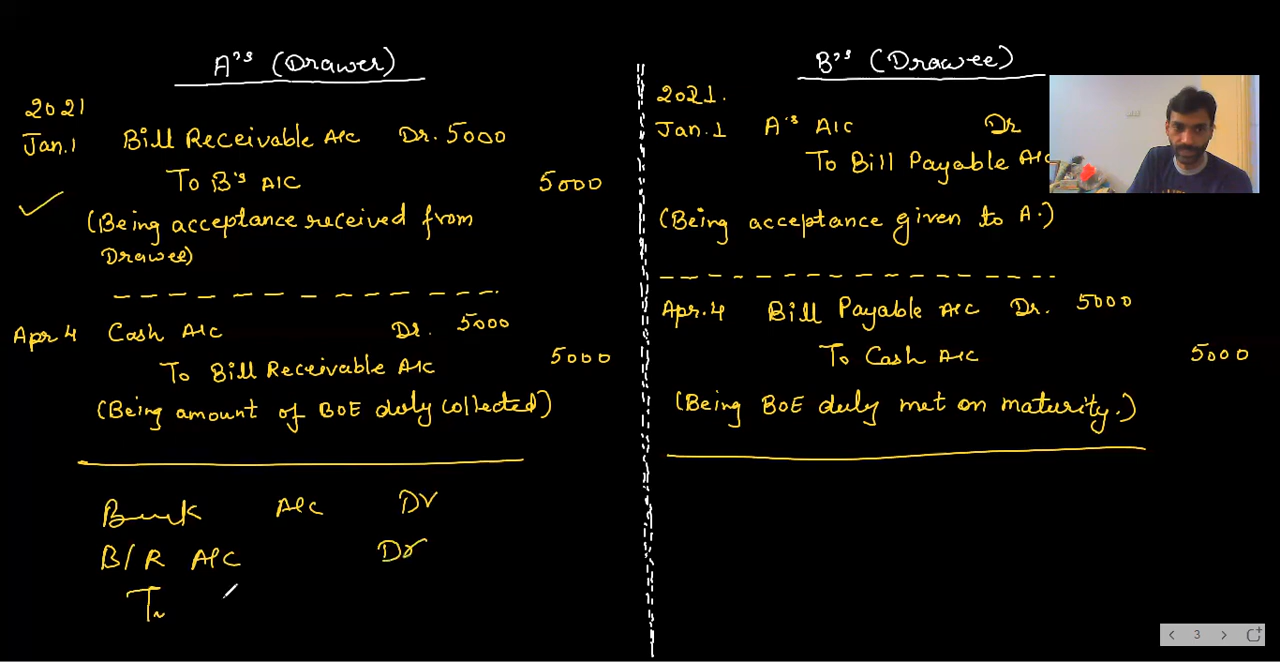 A's (Drawer)
2021
Jan.1 Bill Receivable A/C Dr. 5000
To B's A/C 5000
(Being acceptance received from
Drawee)
Apr 4 Cash A/C Dr. 5000
To Bill Receivable A/C 5000
(Being amount of BoE duly collected)
Bank A/C Dr
B/R A/C Dr
To
B's (Drawee)
2021.
Jan.1 A's A/C Dr
To Bill Payable A/C
(Being acceptance given to A.)
Apr.4 Bill Payable A/C Dr. 5000
To Cash A/C 5000
(Being BoE duly met on maturity.)
3